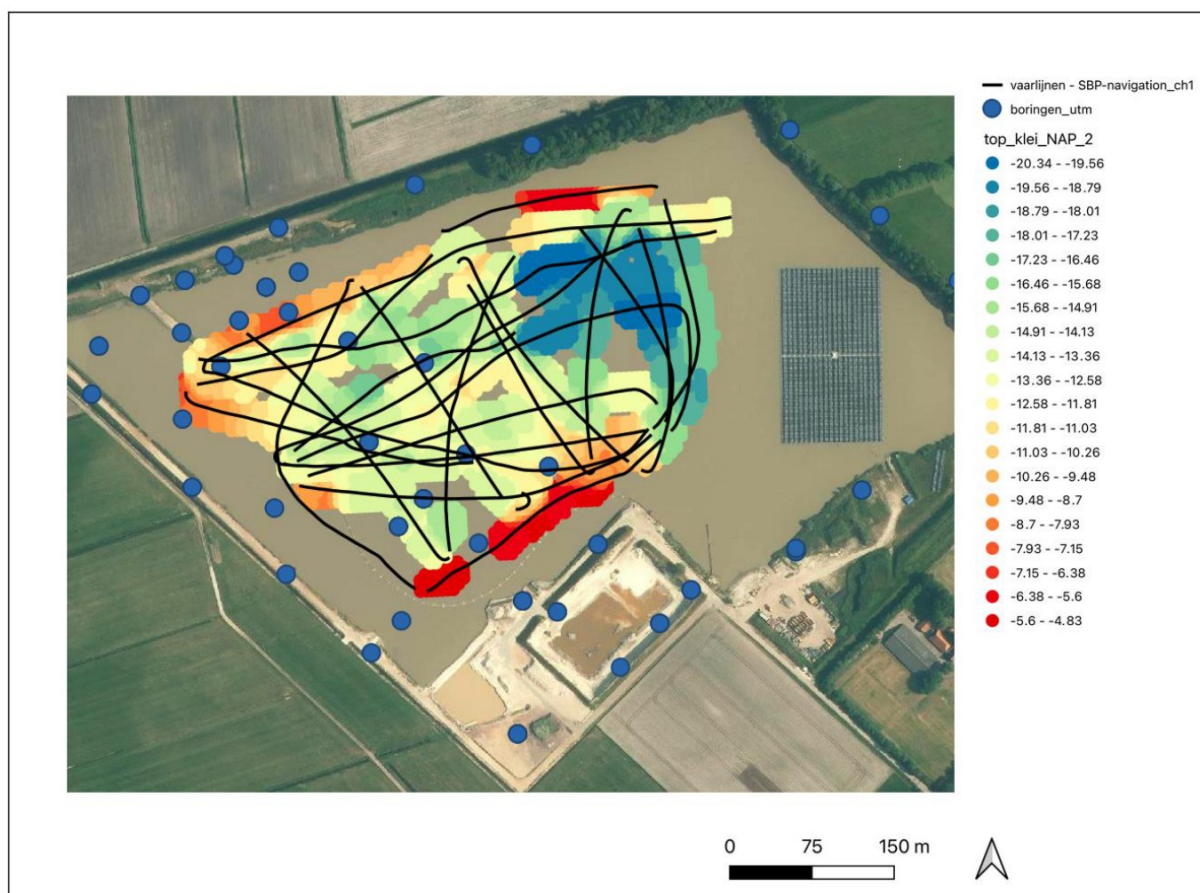 vaarlijnen - SBP-navigation_ch1
boringen_utm
top_klei_NAP_2
-20.34 - -19.56
-19.56 - -18.79
-18.79 - -18.01
-18.01 - -17.23
-17.23 - -16.46
-16.46 - -15.68
-15.68 - -14.91
-14.91 - -14.13
-14.13 - -13.36
-13.36 - -12.58
-12.58 - -11.81
-11.81 - -11.03
-11.03 - -10.26
-10.26 - -9.48
-9.48 - -8.7
-8.7 - -7.93
-7.93 - -7.15
-7.15 - -6.38
-6.38 - -5.6
-5.6 - -4.83
0 75 150 m